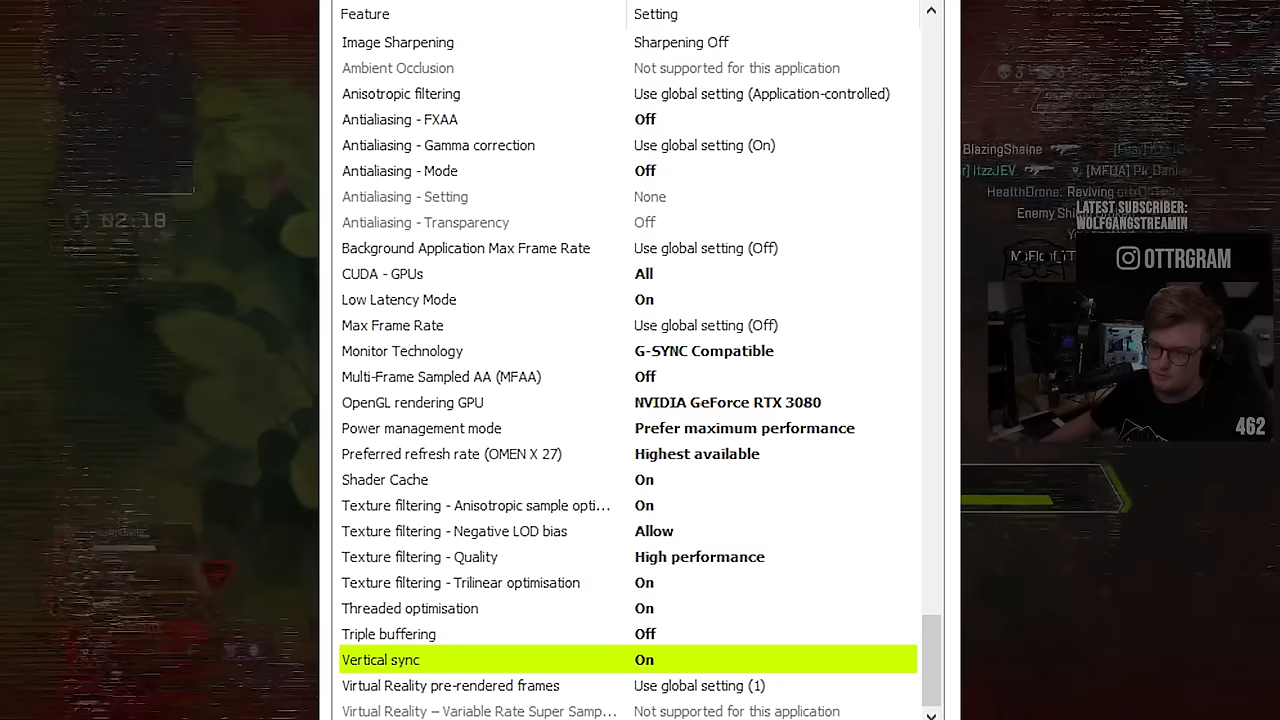 Feature Setting
Image Sharpening Sharpening Off
Ambient Occlusion Not supported for this application
Anisotropic filtering Use global setting (Application-controlled)
Antialiasing - FXAA Off
Antialiasing - Gamma correction Use global setting (On)
Antialiasing - Mode Off
Antialiasing - Setting None
Antialiasing - Transparency Off
Background Application Max Frame Rate Use global setting (Off)
CUDA - GPUs All
Low Latency Mode On
Max Frame Rate Use global setting (Off)
Monitor Technology G-SYNC Compatible
Multi-Frame Sampled AA (MFAA) Off
OpenGL rendering GPU NVIDIA GeForce RTX 3080
Power management mode Prefer maximum performance
Preferred refresh rate (OMEN X 27) Highest available
Shader Cache On
Texture filtering - Anisotropic sample opti... On
Texture filtering - Negative LOD bias Allow
Texture filtering - Quality High performance
Texture filtering - Trilinear optimisation On
Threaded optimisation On
Triple buffering Off
Vertical sync On
Virtual Reality pre-rendered frames Use global setting (1)
Virtual Reality – Variable Rate Super Samp... Not supported for this application
02:18
BlazingShaine
ItzzJEV
HealthDrone: Reviving
Enemy
LATEST SUBSCRIBER:
WOLFGANGSTREAMIN
OTTRGRAM
462